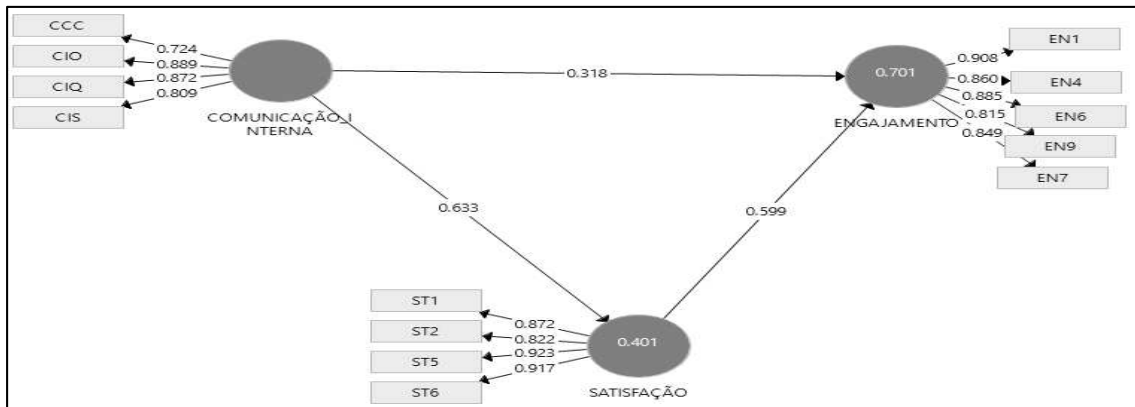 CCC
CIO
CIQ
CIS
0.724
0.889
0.872
0.809
COMUNICAÇÃO_I
NTERNA
0.318
0.701
ENGAJAMENTO
0.908
0.860
0.885
0.815
0.849
EN1
EN4
EN6
EN9
EN7
0.633
0.599
ST1
ST2
ST5
ST6
0.872
0.822
0.923
0.917
0.401
SATISFAÇÃO